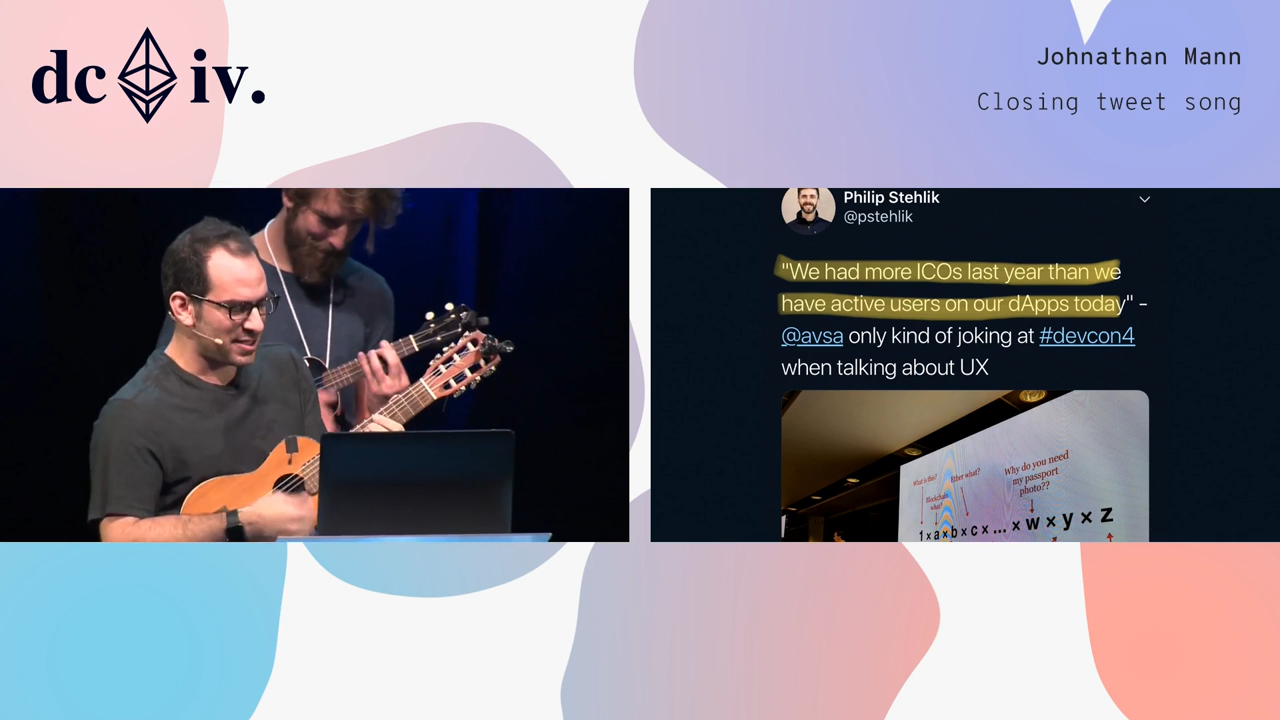 dc iv.
Johnathan Mann
Closing tweet song
Philip Stehlik
@pstehlik
"We had more ICOs last year than we
have active users on our dApps today" -
@avsa only kind of joking at #devcon4
when talking about UX
What is this?
Ether what?
Why do you need
my passport
photo??
Blockchain
what?
1×a×b×c×...×w×y×z